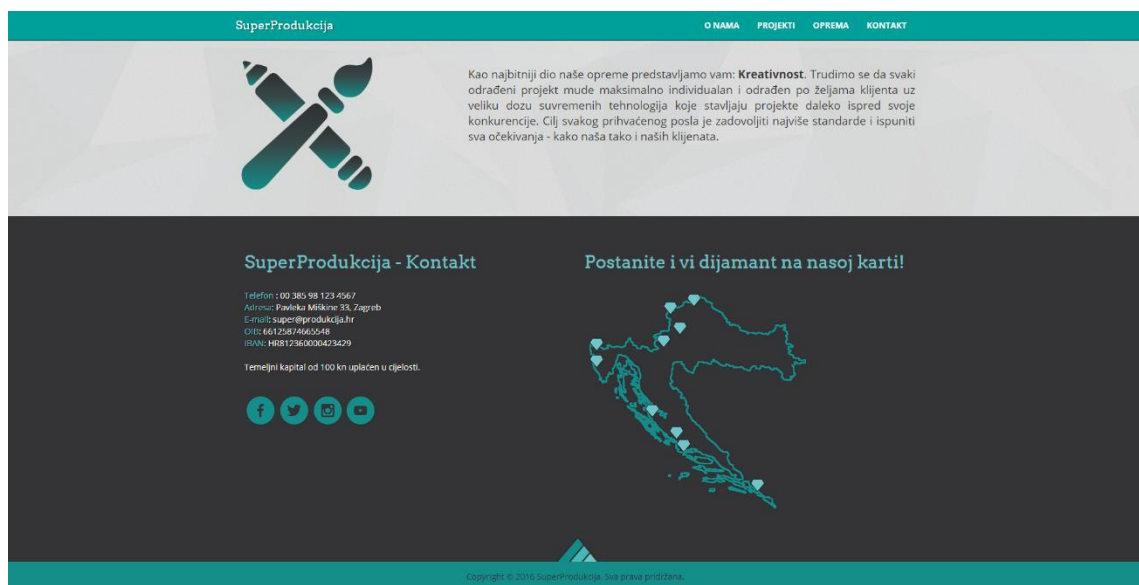 SuperProdukcija
O NAMA PROJEKTI OPREMA KONTAKT
Kao najbitniji dio naše opreme predstavljamo vam: Kreativnost. Trudimo se da svaki
odrađeni projekt mude maksimalno individualan i odrađen po željama klijenta uz
veliku dozu suvremenih tehnologija koje stavljaju projekte daleko ispred svoje
konkurencije. Cilj svakog prihvaćenog posla je zadovoljiti najviše standarde i ispuniti
sva očekivanja - kako naša tako i naših klijenata.
SuperProdukcija - Kontakt
Telefon : 00 385 98 123 4567
Adresa: Pavleka Miškine 33, Zagreb
E-mail: super@produkcija.hr
OIB: 66125874665548
IBAN: HR812360000423429
Temeljni kapital od 100 kn uplaćen u cijelosti.
Postanite i vi dijamant na nasoj karti!
Copyright © 2016 SuperProdukcija. Sva prava pridržana.